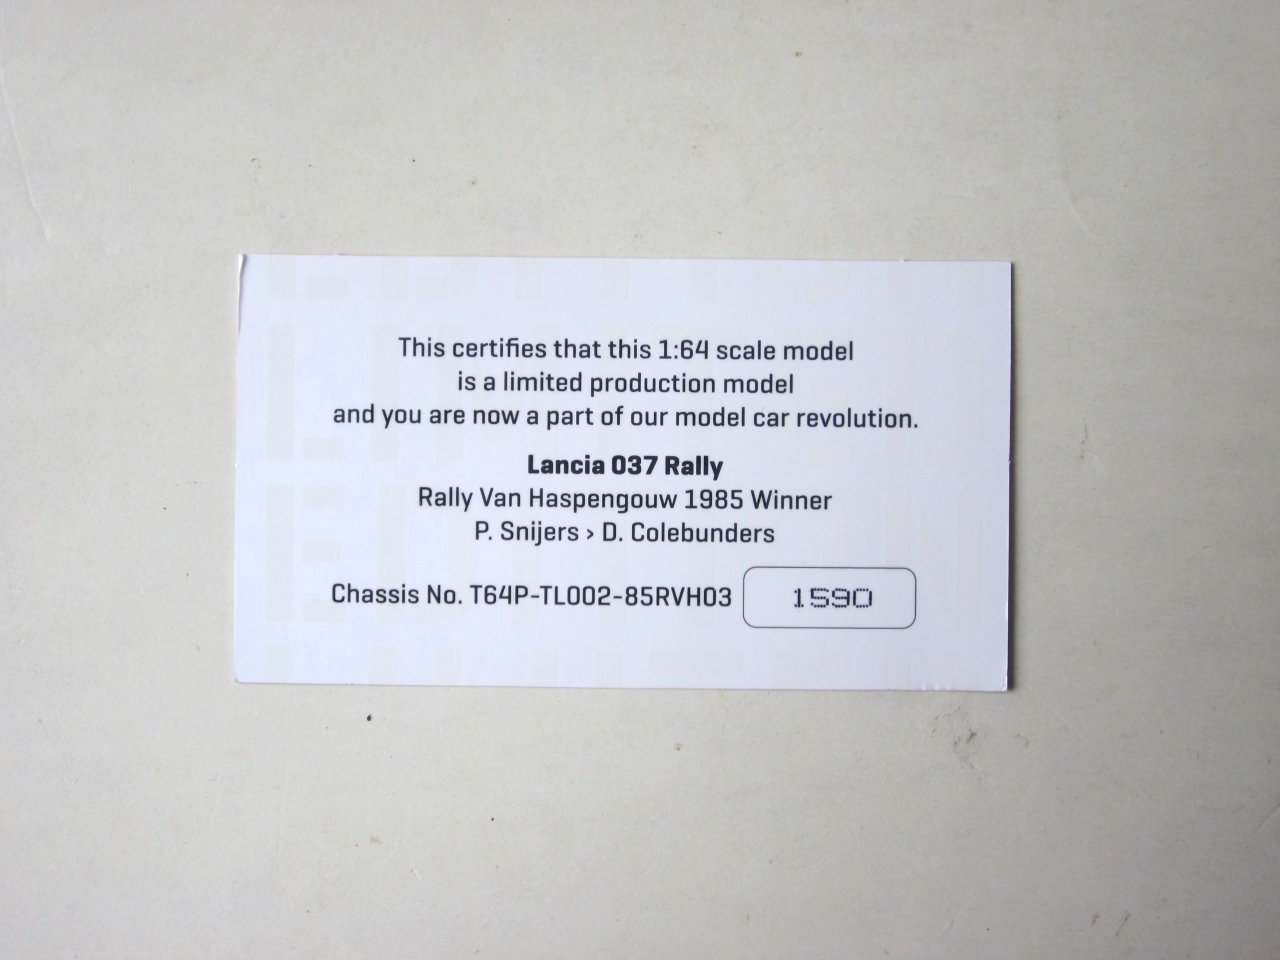 This certifies that this 1:64 scale model
is a limited production model
and you are now a part of our model car revolution.
Lancia 037 Rally
Rally Van Haspengouw 1985 Winner
P. Snijers › D. Colebunders
Chassis No. T64P-TL002-85RVH03 1590